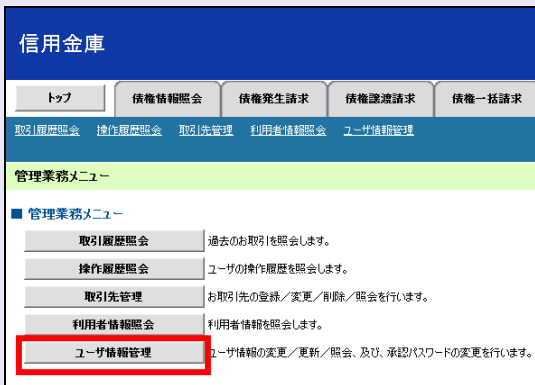 信用金庫
トップ 債権情報照会 債権発生請求 債権譲渡請求 債権一括請求
取引履歴照会 操作履歴照会 取引先管理 利用者情報照会 ユーザ情報管理
管理業務メニュー
■ 管理業務メニュー
取引履歴照会 過去のお取引を照会します。
操作履歴照会 ユーザの操作履歴を照会します。
取引先管理 お取引先の登録／変更／削除／照会を行います。
利用者情報照会 利用者情報を照会します。
ユーザ情報管理 ユーザ情報の変更／更新／照会、及び、承認パスワードの変更を行います。